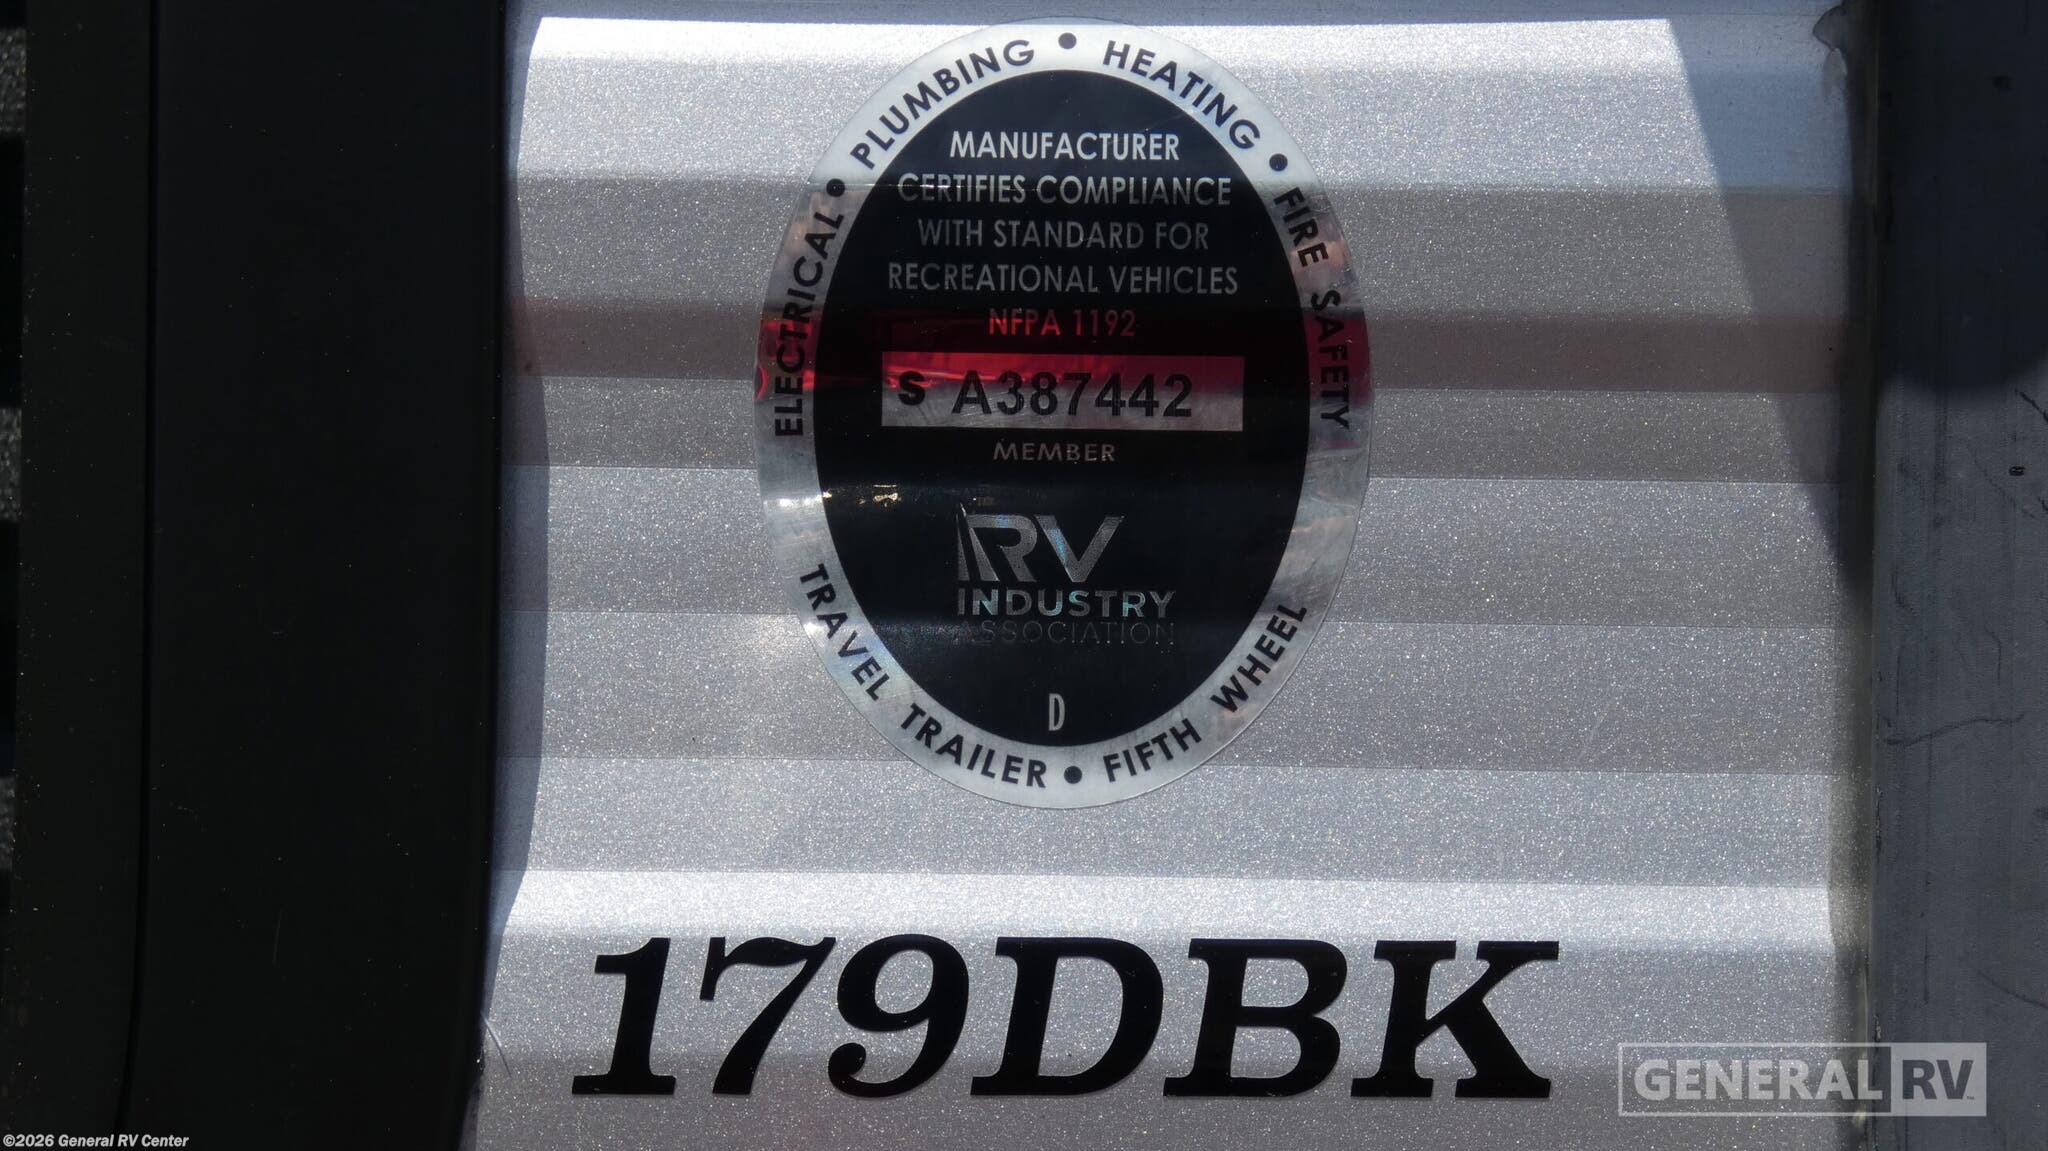 ELECTRICAL • PLUMBING • HEATING • FIRE SAFETY
MANUFACTURER
CERTIFIES COMPLIANCE
WITH STANDARD FOR
RECREATIONAL VEHICLES
NFPA 1192
S A387442
MEMBER
RV
INDUSTRY
ASSOCIATION
D
TRAVEL TRAILER • FIFTH WHEEL
179DBK
GENERAL RV
©2026 General RV Center